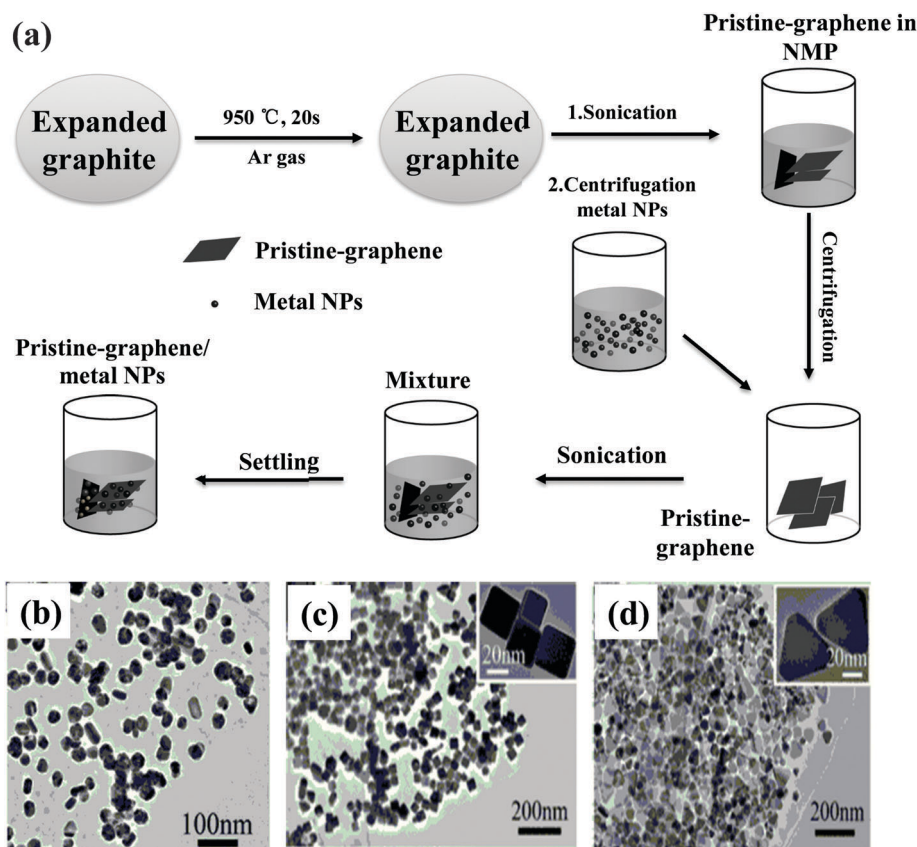 (a)
Pristine-graphene in
NMP
Expanded
graphite
950 ℃, 20s
Ar gas
Expanded
graphite
1.Sonication
2.Centrifugation
metal NPs
Centrifugation
Pristine-graphene
Metal NPs
Pristine-graphene/
metal NPs
Settling
Mixture
Sonication
Pristine-
graphene
(b)
100nm
(c)
20nm
200nm
(d)
20nm
200nm